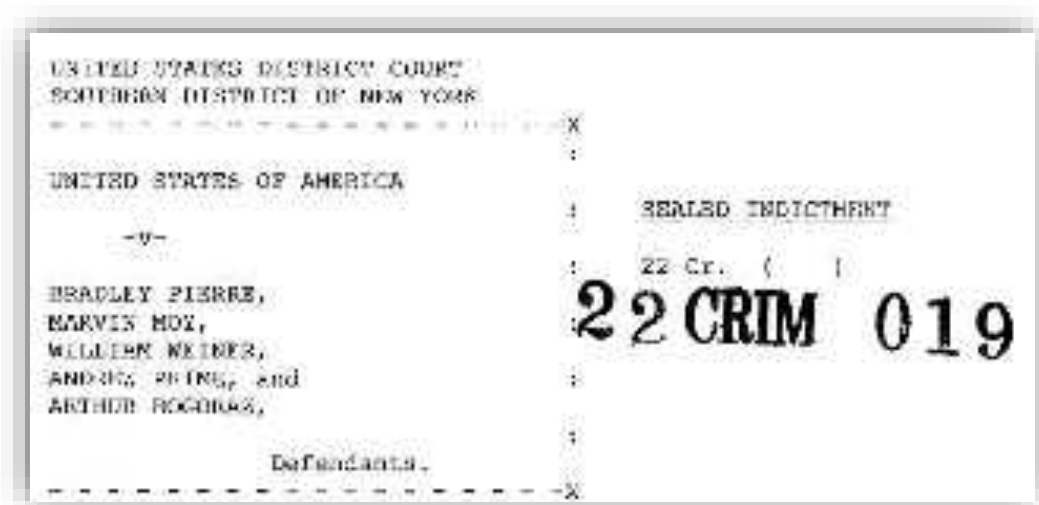 UNITED STATES DISTRICT COURT
SOUTHERN DISTRICT OF NEW YORK
- - - - - - - - - - - - - - - - - - -X
:
UNITED STATES OF AMERICA
: SEALED INDICTMENT
-v-
: 22 Cr. ( )
22 CRIM 019
BRADLEY PIERRE,
MARVIN MOY, :
WILLIAM WEINER,
and :
ARTHUR BOGORAZ,
:
Defendants.
- - - - - - - - - - - - - - - - - - -X